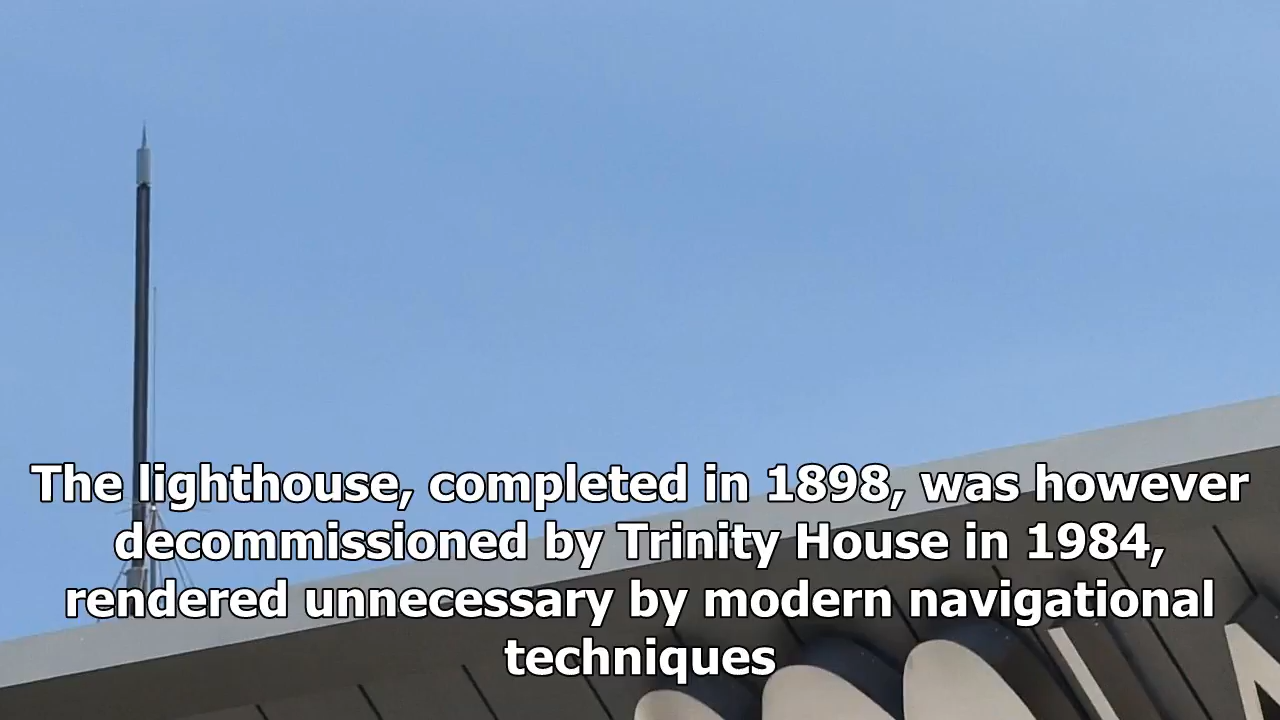 The lighthouse, completed in 1898, was however
decommissioned by Trinity House in 1984,
rendered unnecessary by modern navigational
techniques